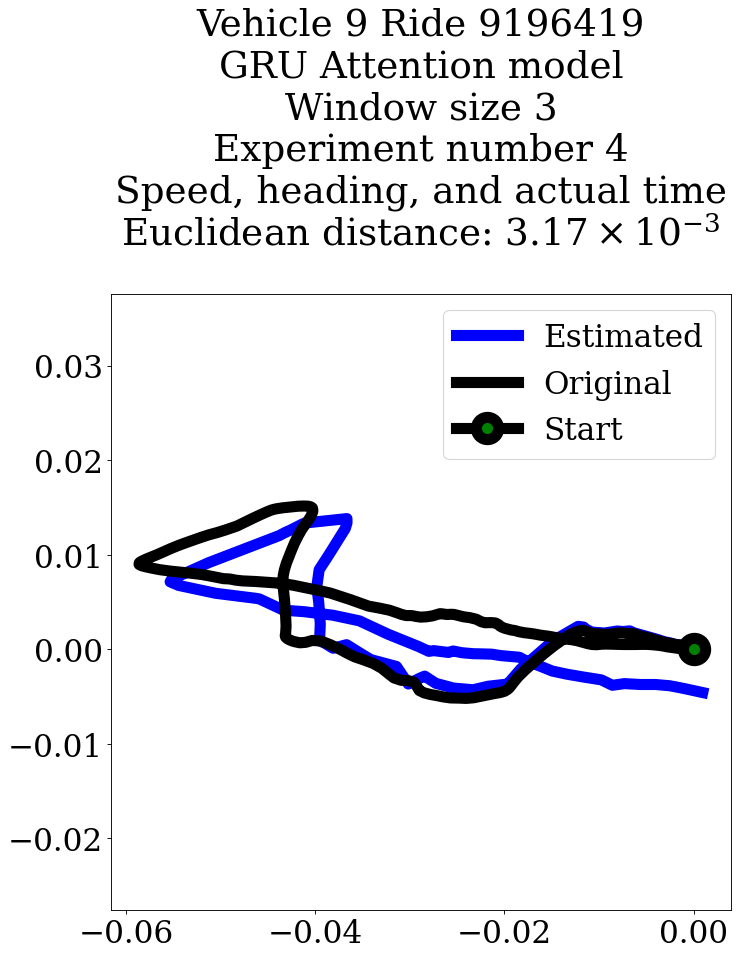 Vehicle 9 Ride 9196419
GRU Attention model
Window size 3
Experiment number 4
Speed, heading, and actual time
Euclidean distance: 3.17 × 10⁻³
Estimated
Original
Start
0.03
0.02
0.01
0.00
−0.01
−0.02
−0.06
−0.04
−0.02
0.00